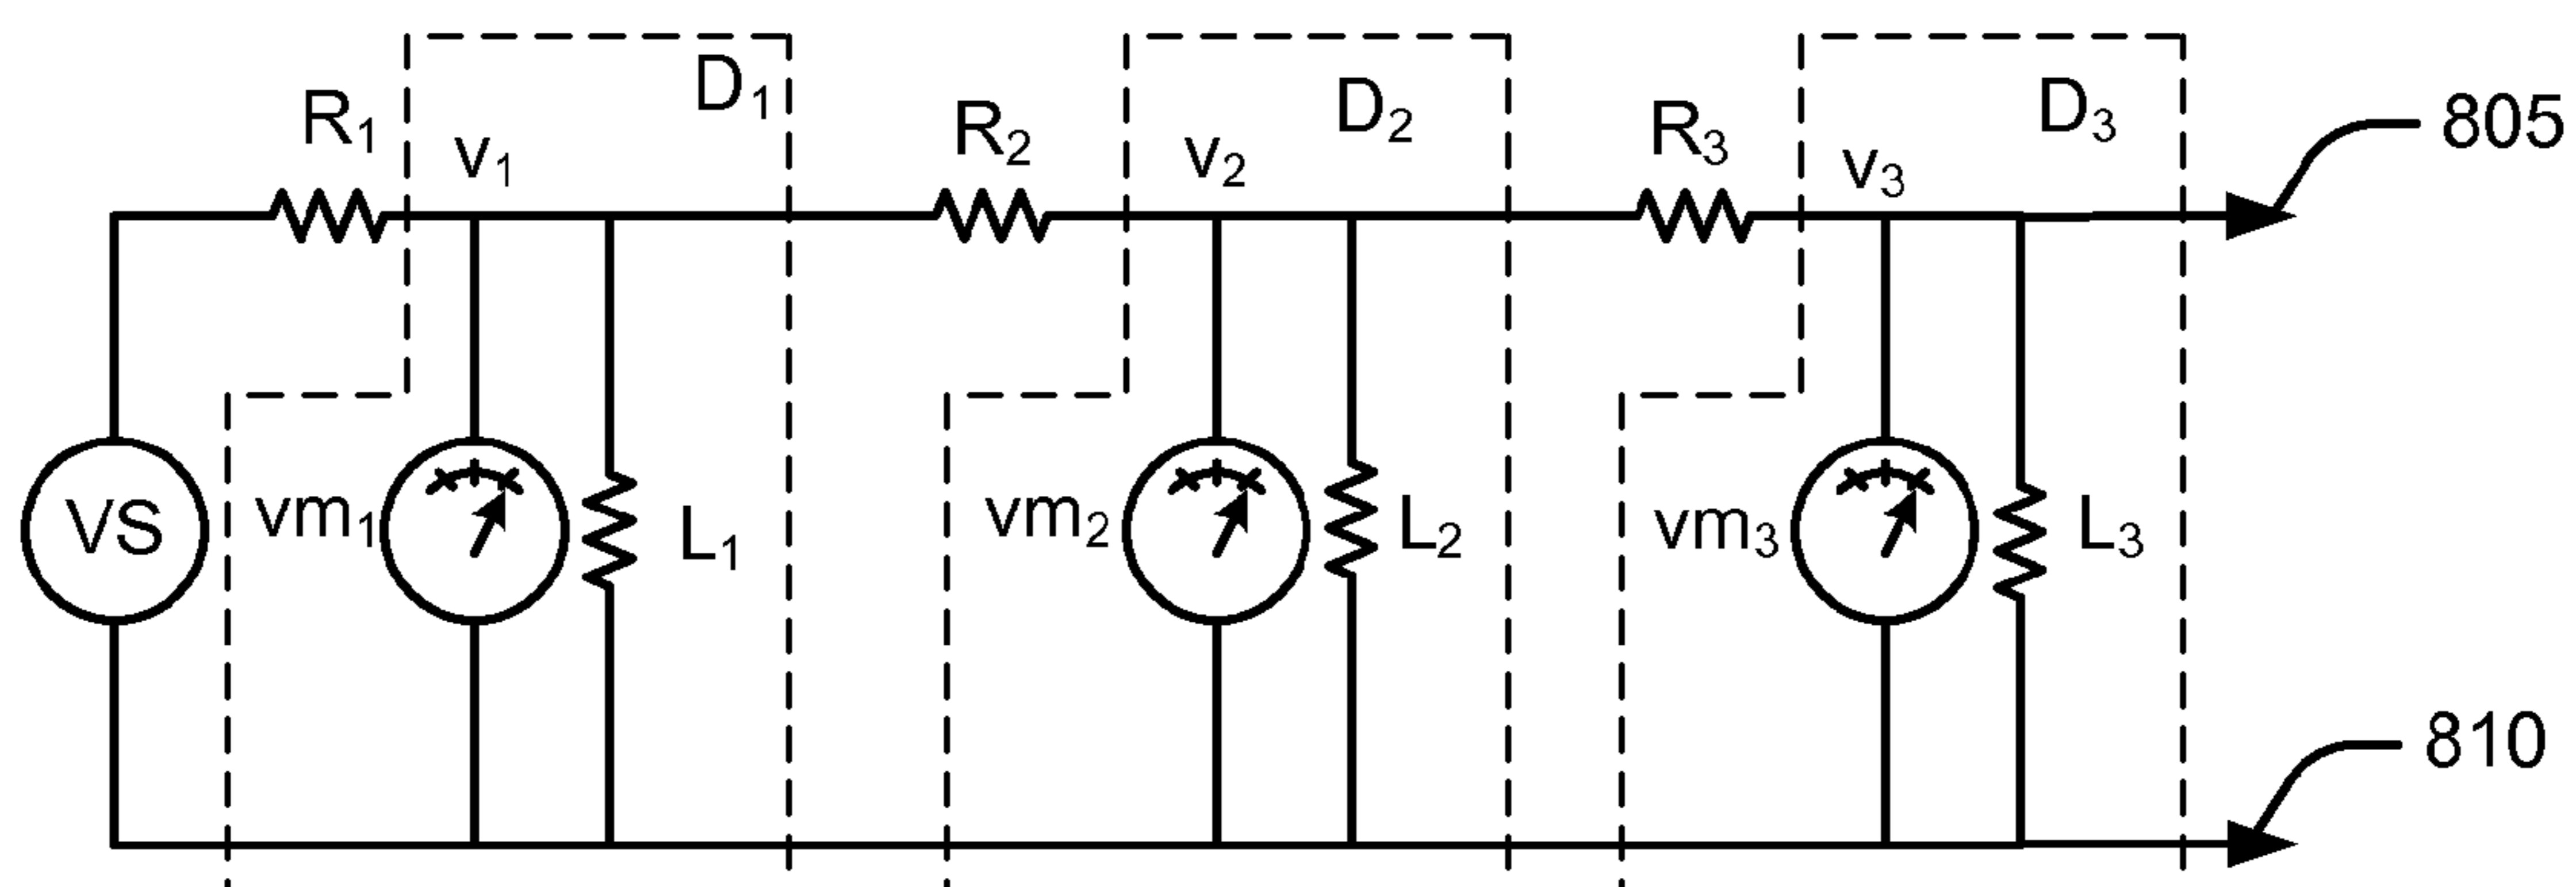 D₁
D₂
D₃
805
R₁
v₁
R₂
v₂
R₃
v₃
VS
vm₁
L₁
vm₂
L₂
vm₃
L₃
810